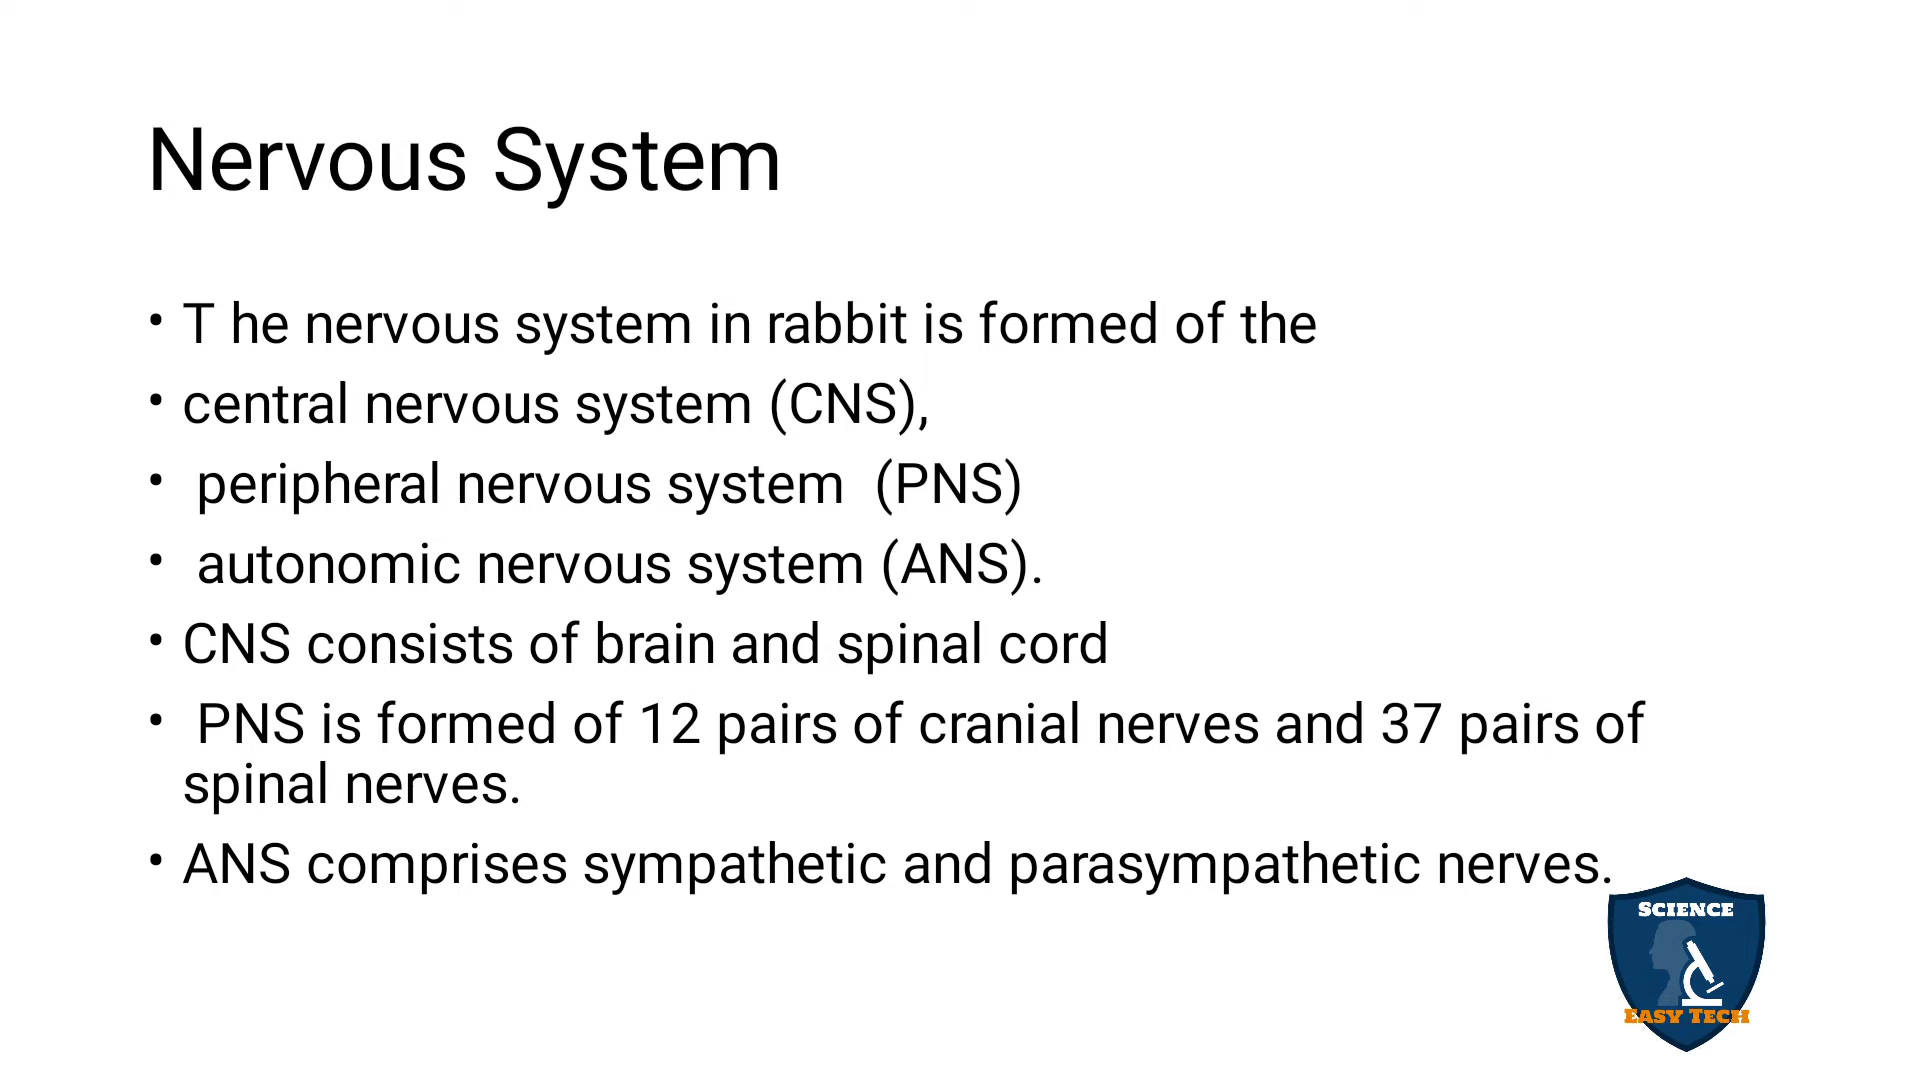 Nervous System
• T he nervous system in rabbit is formed of the
• central nervous system (CNS),
• peripheral nervous system (PNS)
• autonomic nervous system (ANS).
• CNS consists of brain and spinal cord
• PNS is formed of 12 pairs of cranial nerves and 37 pairs of
spinal nerves.
• ANS comprises sympathetic and parasympathetic nerves.
SCIENCE
EASY TECH